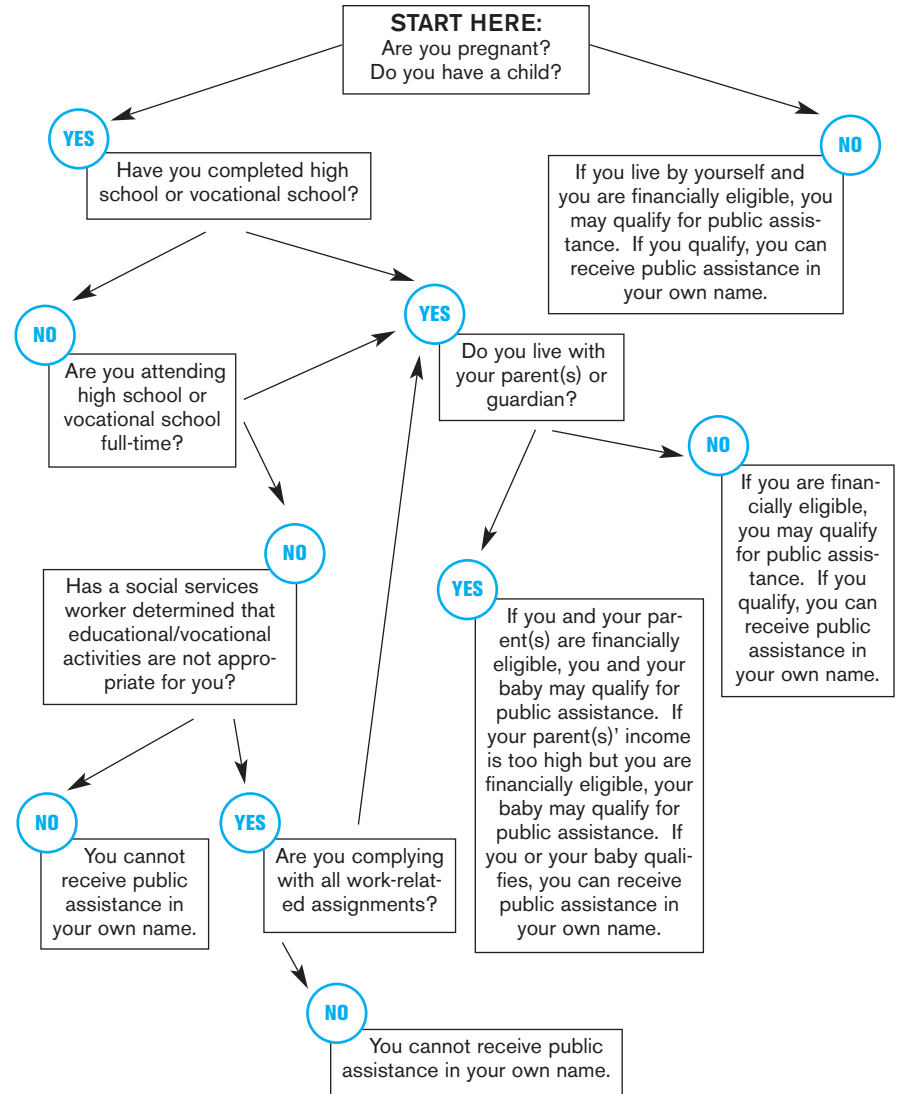 START HERE:
Are you pregnant?
Do you have a child?
YES
Have you completed high
school or vocational school?
NO
If you live by yourself and
you are financially eligible, you
may qualify for public assis-
tance. If you qualify, you can
receive public assistance in
your own name.
NO
Are you attending
high school or
vocational school
full-time?
YES
Do you live with
your parent(s) or
guardian?
NO
If you are finan-
cially eligible,
you may qualify
for public assis-
tance. If you
qualify, you can
receive public
assistance in
your own name.
NO
Has a social services
worker determined that
educational/vocational
activities are not appro-
priate for you?
YES
If you and your par-
ent(s) are financially
eligible, you and your
baby may qualify for
public assistance. If
your parent(s)’ income
is too high but you are
financially eligible, your
baby may qualify for
public assistance. If
you or your baby quali-
fies, you can receive
public assistance in
your own name.
NO
You cannot
receive public
assistance in
your own name.
YES
Are you complying
with all work-relat-
ed assignments?
NO
You cannot receive public
assistance in your own name.